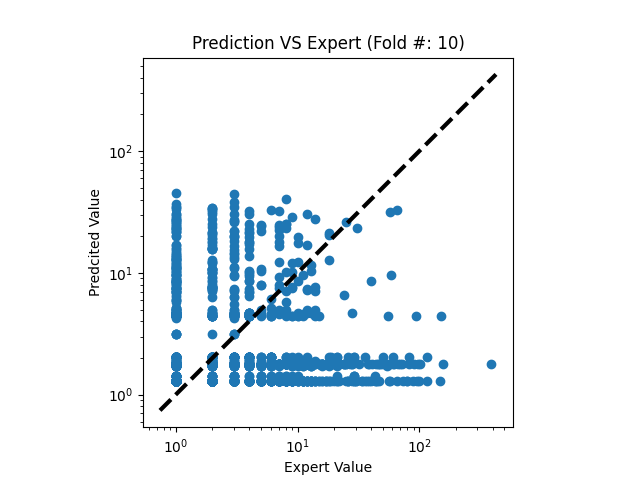 Prediction VS Expert (Fold #: 10)
Predcited Value
10²
10¹
10⁰
10⁰ 10¹ 10²
Expert Value